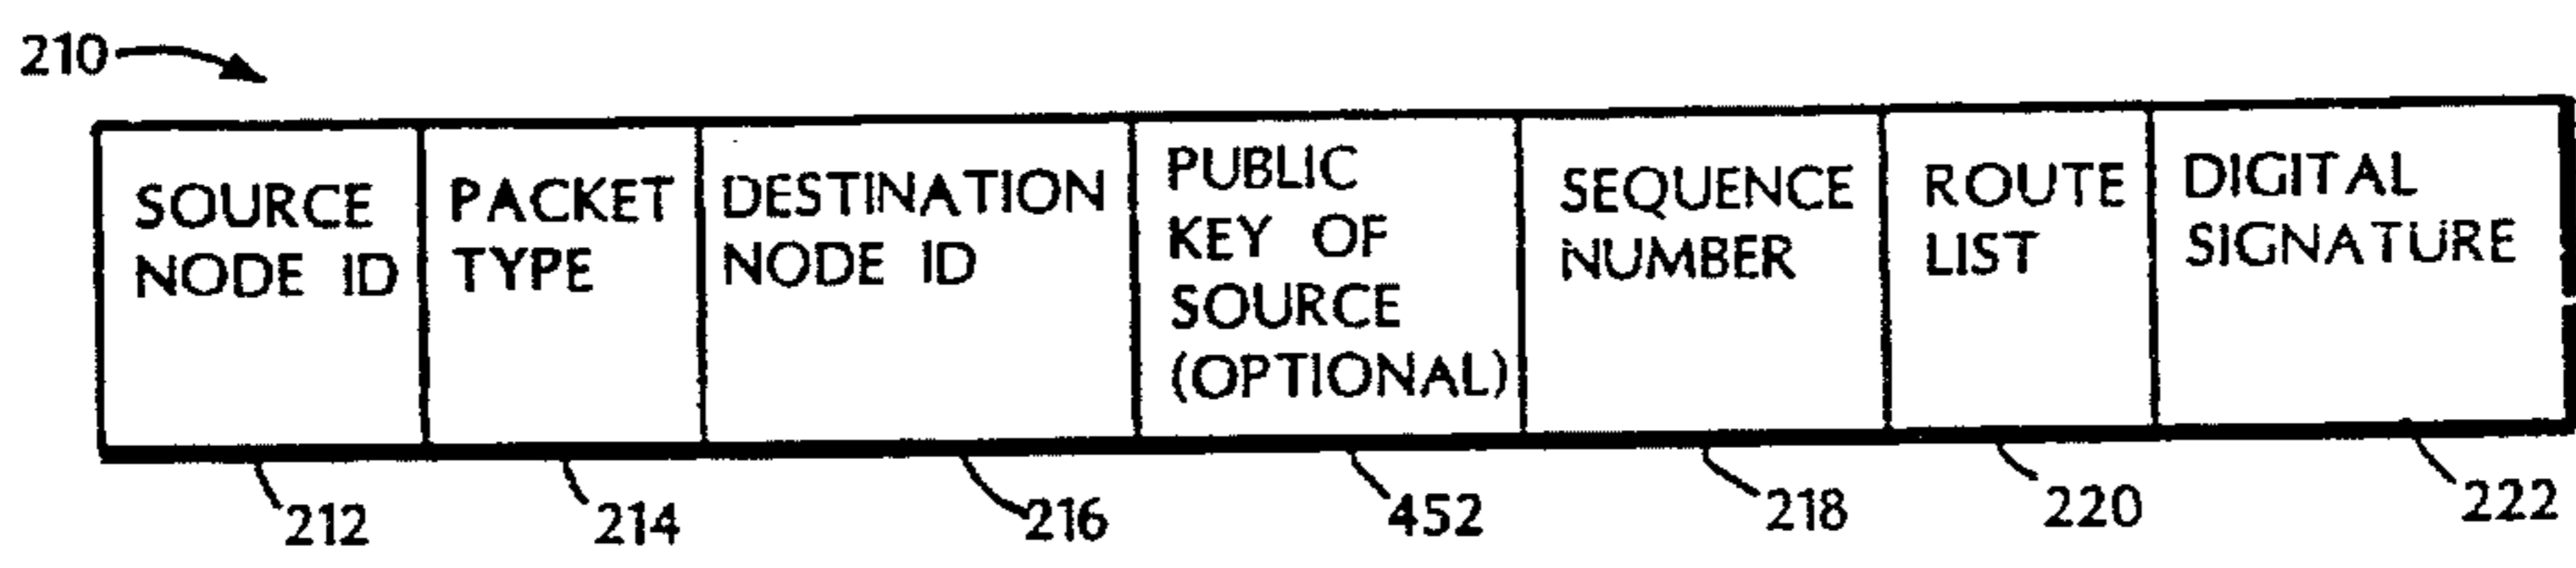 210
SOURCE
NODE ID
PACKET
TYPE
DESTINATION
NODE ID
PUBLIC
KEY OF
SOURCE
(OPTIONAL)
SEQUENCE
NUMBER
ROUTE
LIST
DIGITAL
SIGNATURE
212
214
216
452
218
220
222